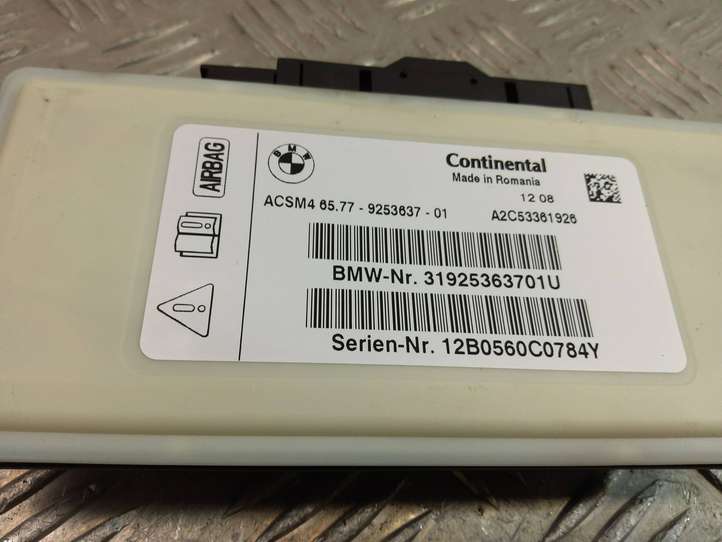 AIRBAG
BMW
Continental
Made in Romania
12 08
ACSM4 65.77 - 9253637 - 01
A2C53361926
BMW-Nr. 31925363701U
Serien-Nr. 12B0560C0784Y